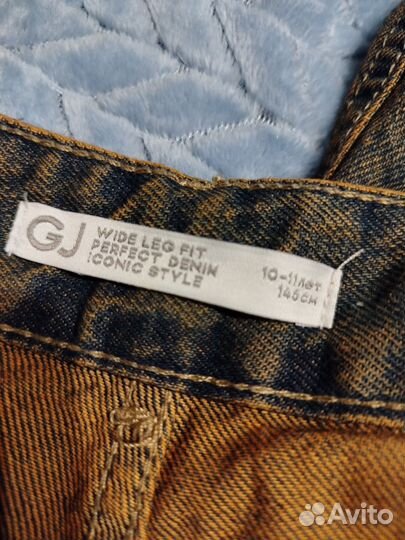 GJ
WIDE LEG FIT
PERFECT DENIM
ICONIC STYLE
10-11лет
146см
Avito